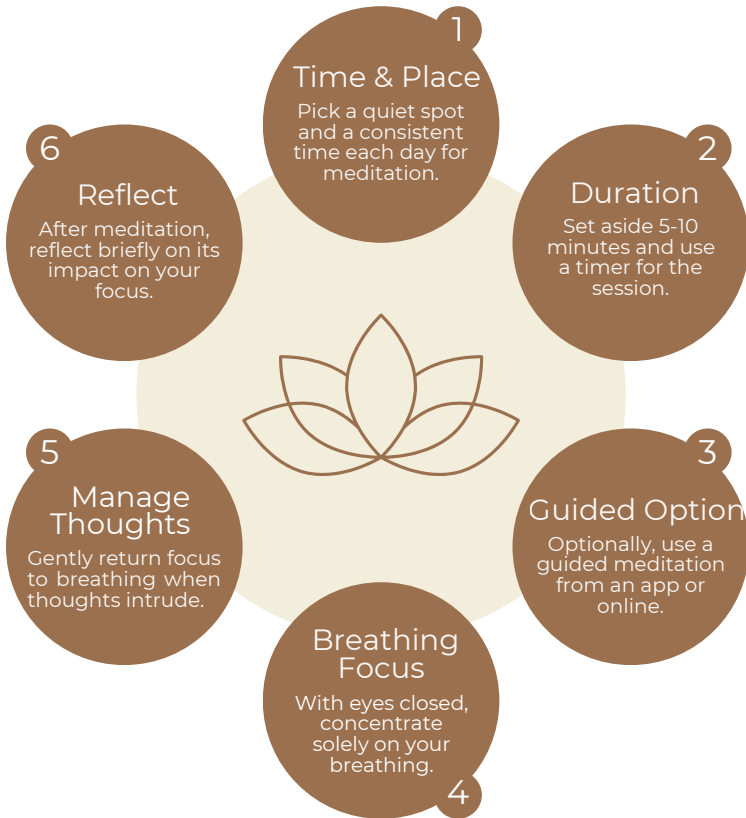 1
Time & Place
Pick a quiet spot
and a consistent
time each day for
meditation.
2
Duration
Set aside 5-10
minutes and use
a timer for the
session.
3
Guided Option
Optionally, use a
guided meditation
from an app or
online.
Breathing
Focus
With eyes closed,
concentrate
solely on your
breathing.
4
5
Manage
Thoughts
Gently return focus
to breathing when
thoughts intrude.
6
Reflect
After meditation,
reflect briefly on its
impact on your
focus.